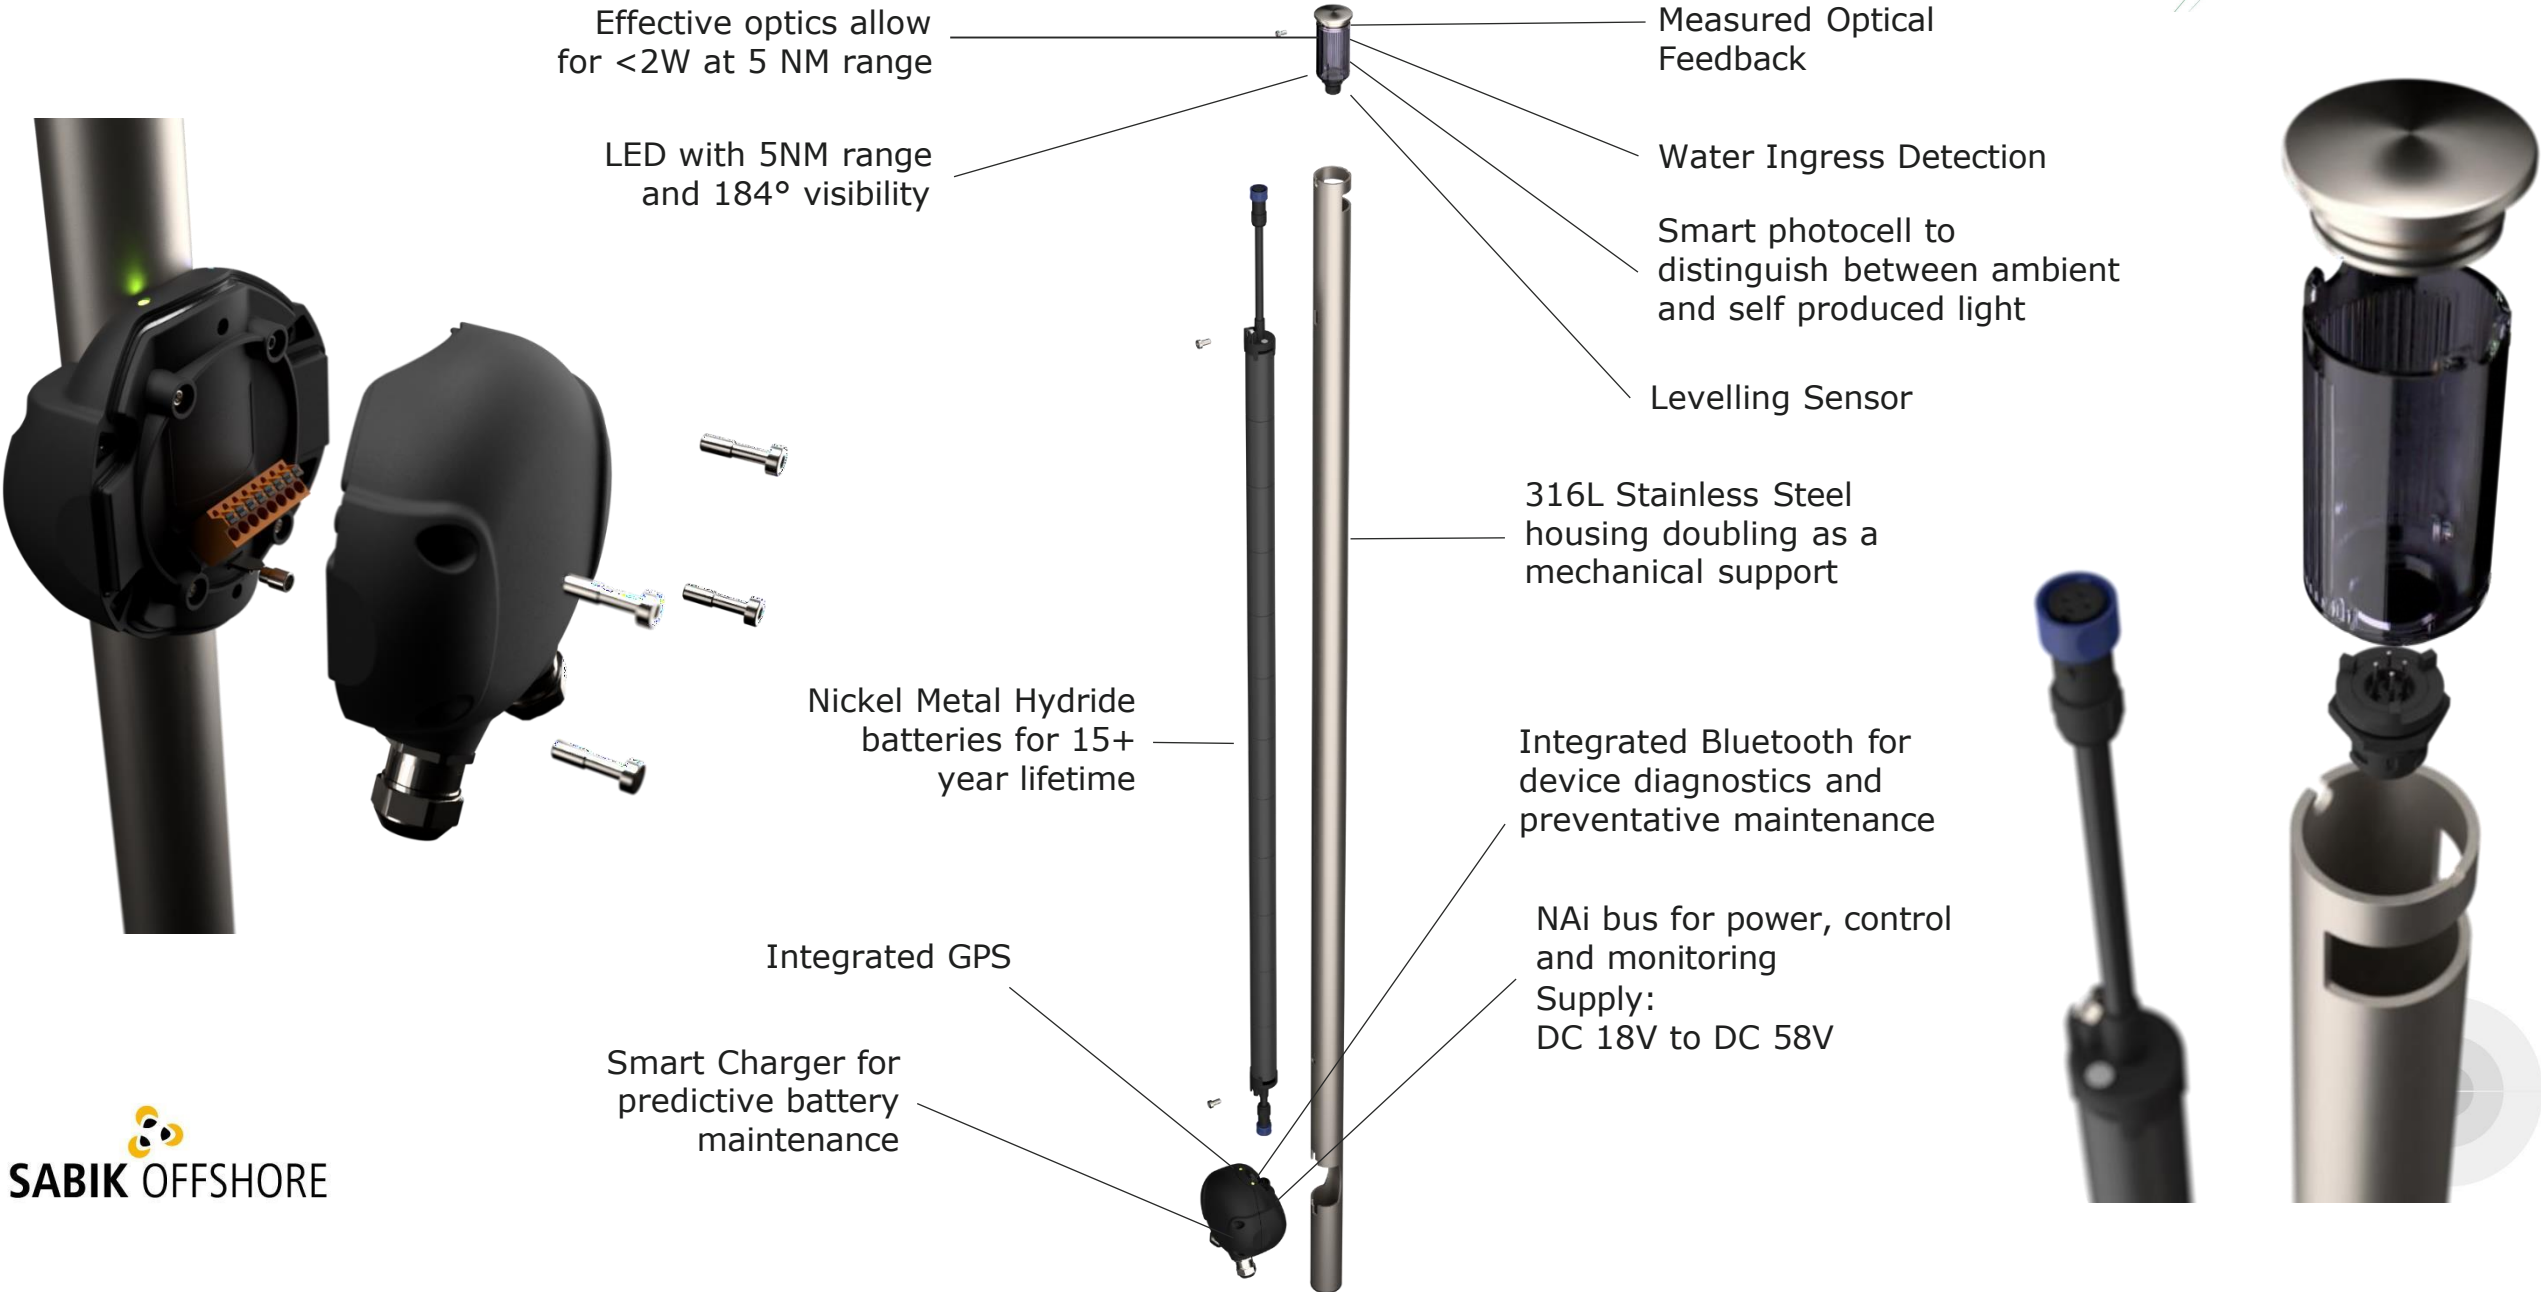 Effective optics allow
for <2W at 5 NM range
LED with 5NM range
and 184° visibility
Measured Optical
Feedback
Water Ingress Detection
Smart photocell to
distinguish between ambient
and self produced light
Levelling Sensor
316L Stainless Steel
housing doubling as a
mechanical support
Nickel Metal Hydride
batteries for 15+
year lifetime
Integrated Bluetooth for
device diagnostics and
preventative maintenance
Integrated GPS
NAi bus for power, control
and monitoring
Supply:
DC 18V to DC 58V
Smart Charger for
predictive battery
maintenance
SABIK OFFSHORE